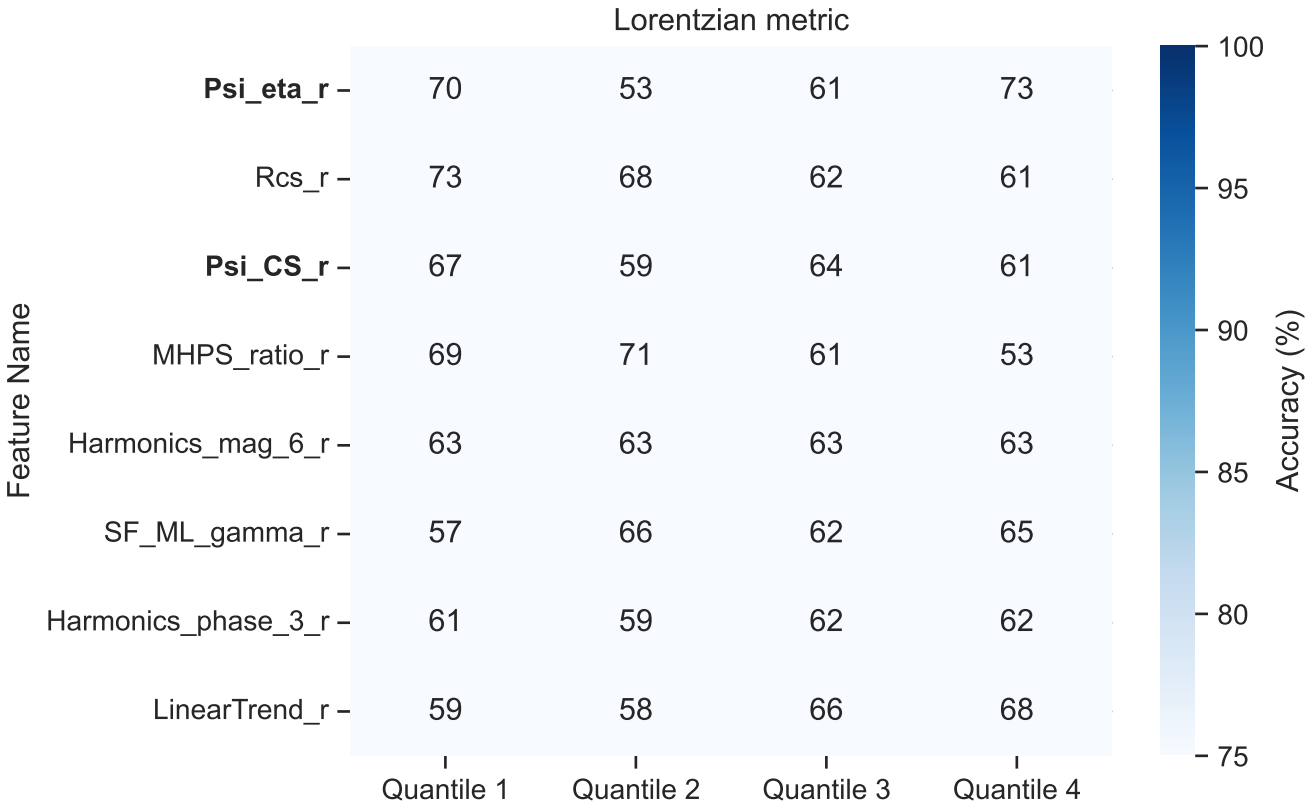 Lorentzian metric
Feature Name
Psi_eta_r 70 53 61 73
Rcs_r 73 68 62 61
Psi_CS_r 67 59 64 61
MHPS_ratio_r 69 71 61 53
Harmonics_mag_6_r 63 63 63 63
SF_ML_gamma_r 57 66 62 65
Harmonics_phase_3_r 61 59 62 62
LinearTrend_r 59 58 66 68
Quantile 1 Quantile 2 Quantile 3 Quantile 4
100
95
90
85
80
75
Accuracy (%)